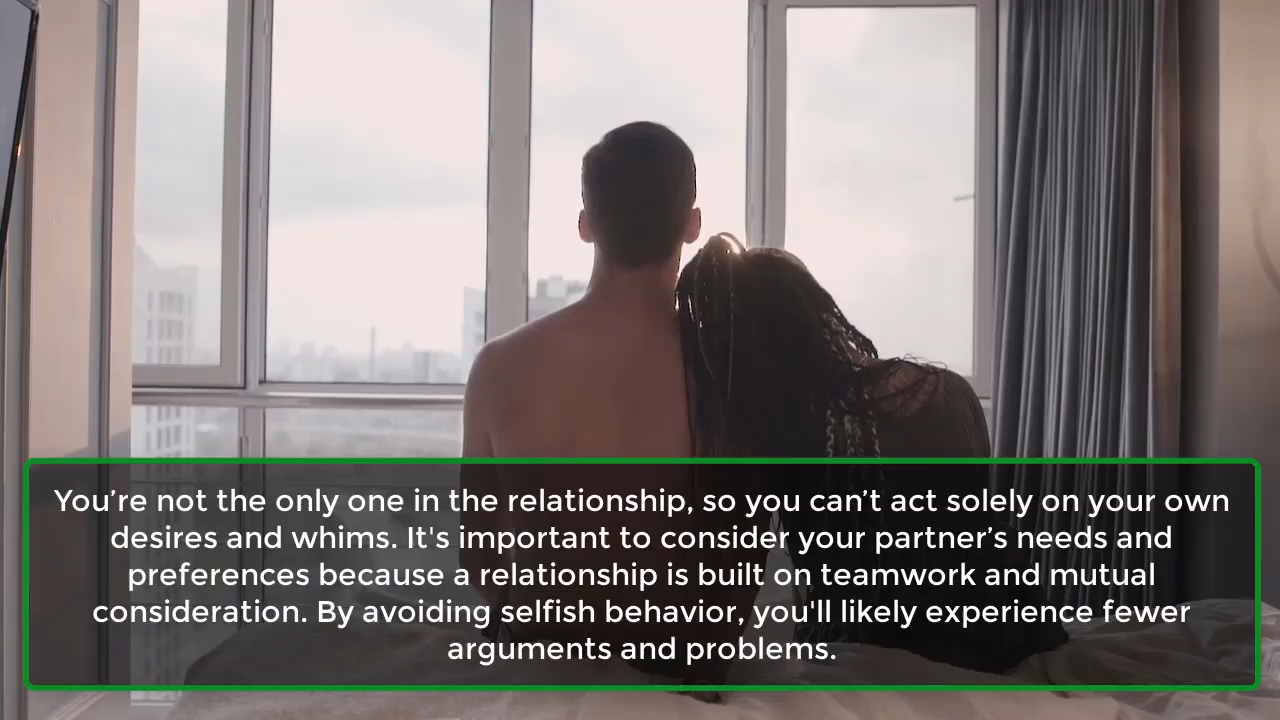 You’re not the only one in the relationship, so you can’t act solely on your own
desires and whims. It's important to consider your partner’s needs and
preferences because a relationship is built on teamwork and mutual
consideration. By avoiding selfish behavior, you'll likely experience fewer
arguments and problems.